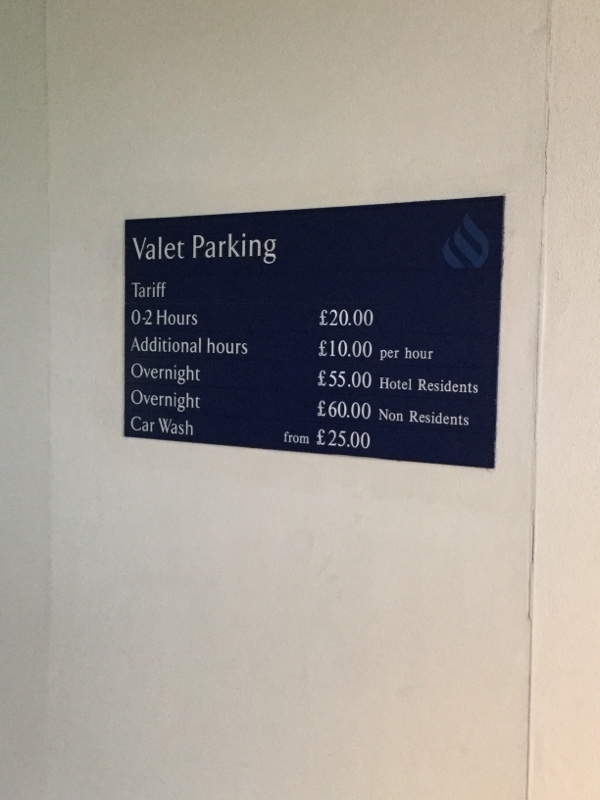 Valet Parking
Tariff
0-2 Hours £20.00
Additional hours £10.00 per hour
Overnight £55.00 Hotel Residents
Overnight £60.00 Non Residents
Car Wash from £25.00